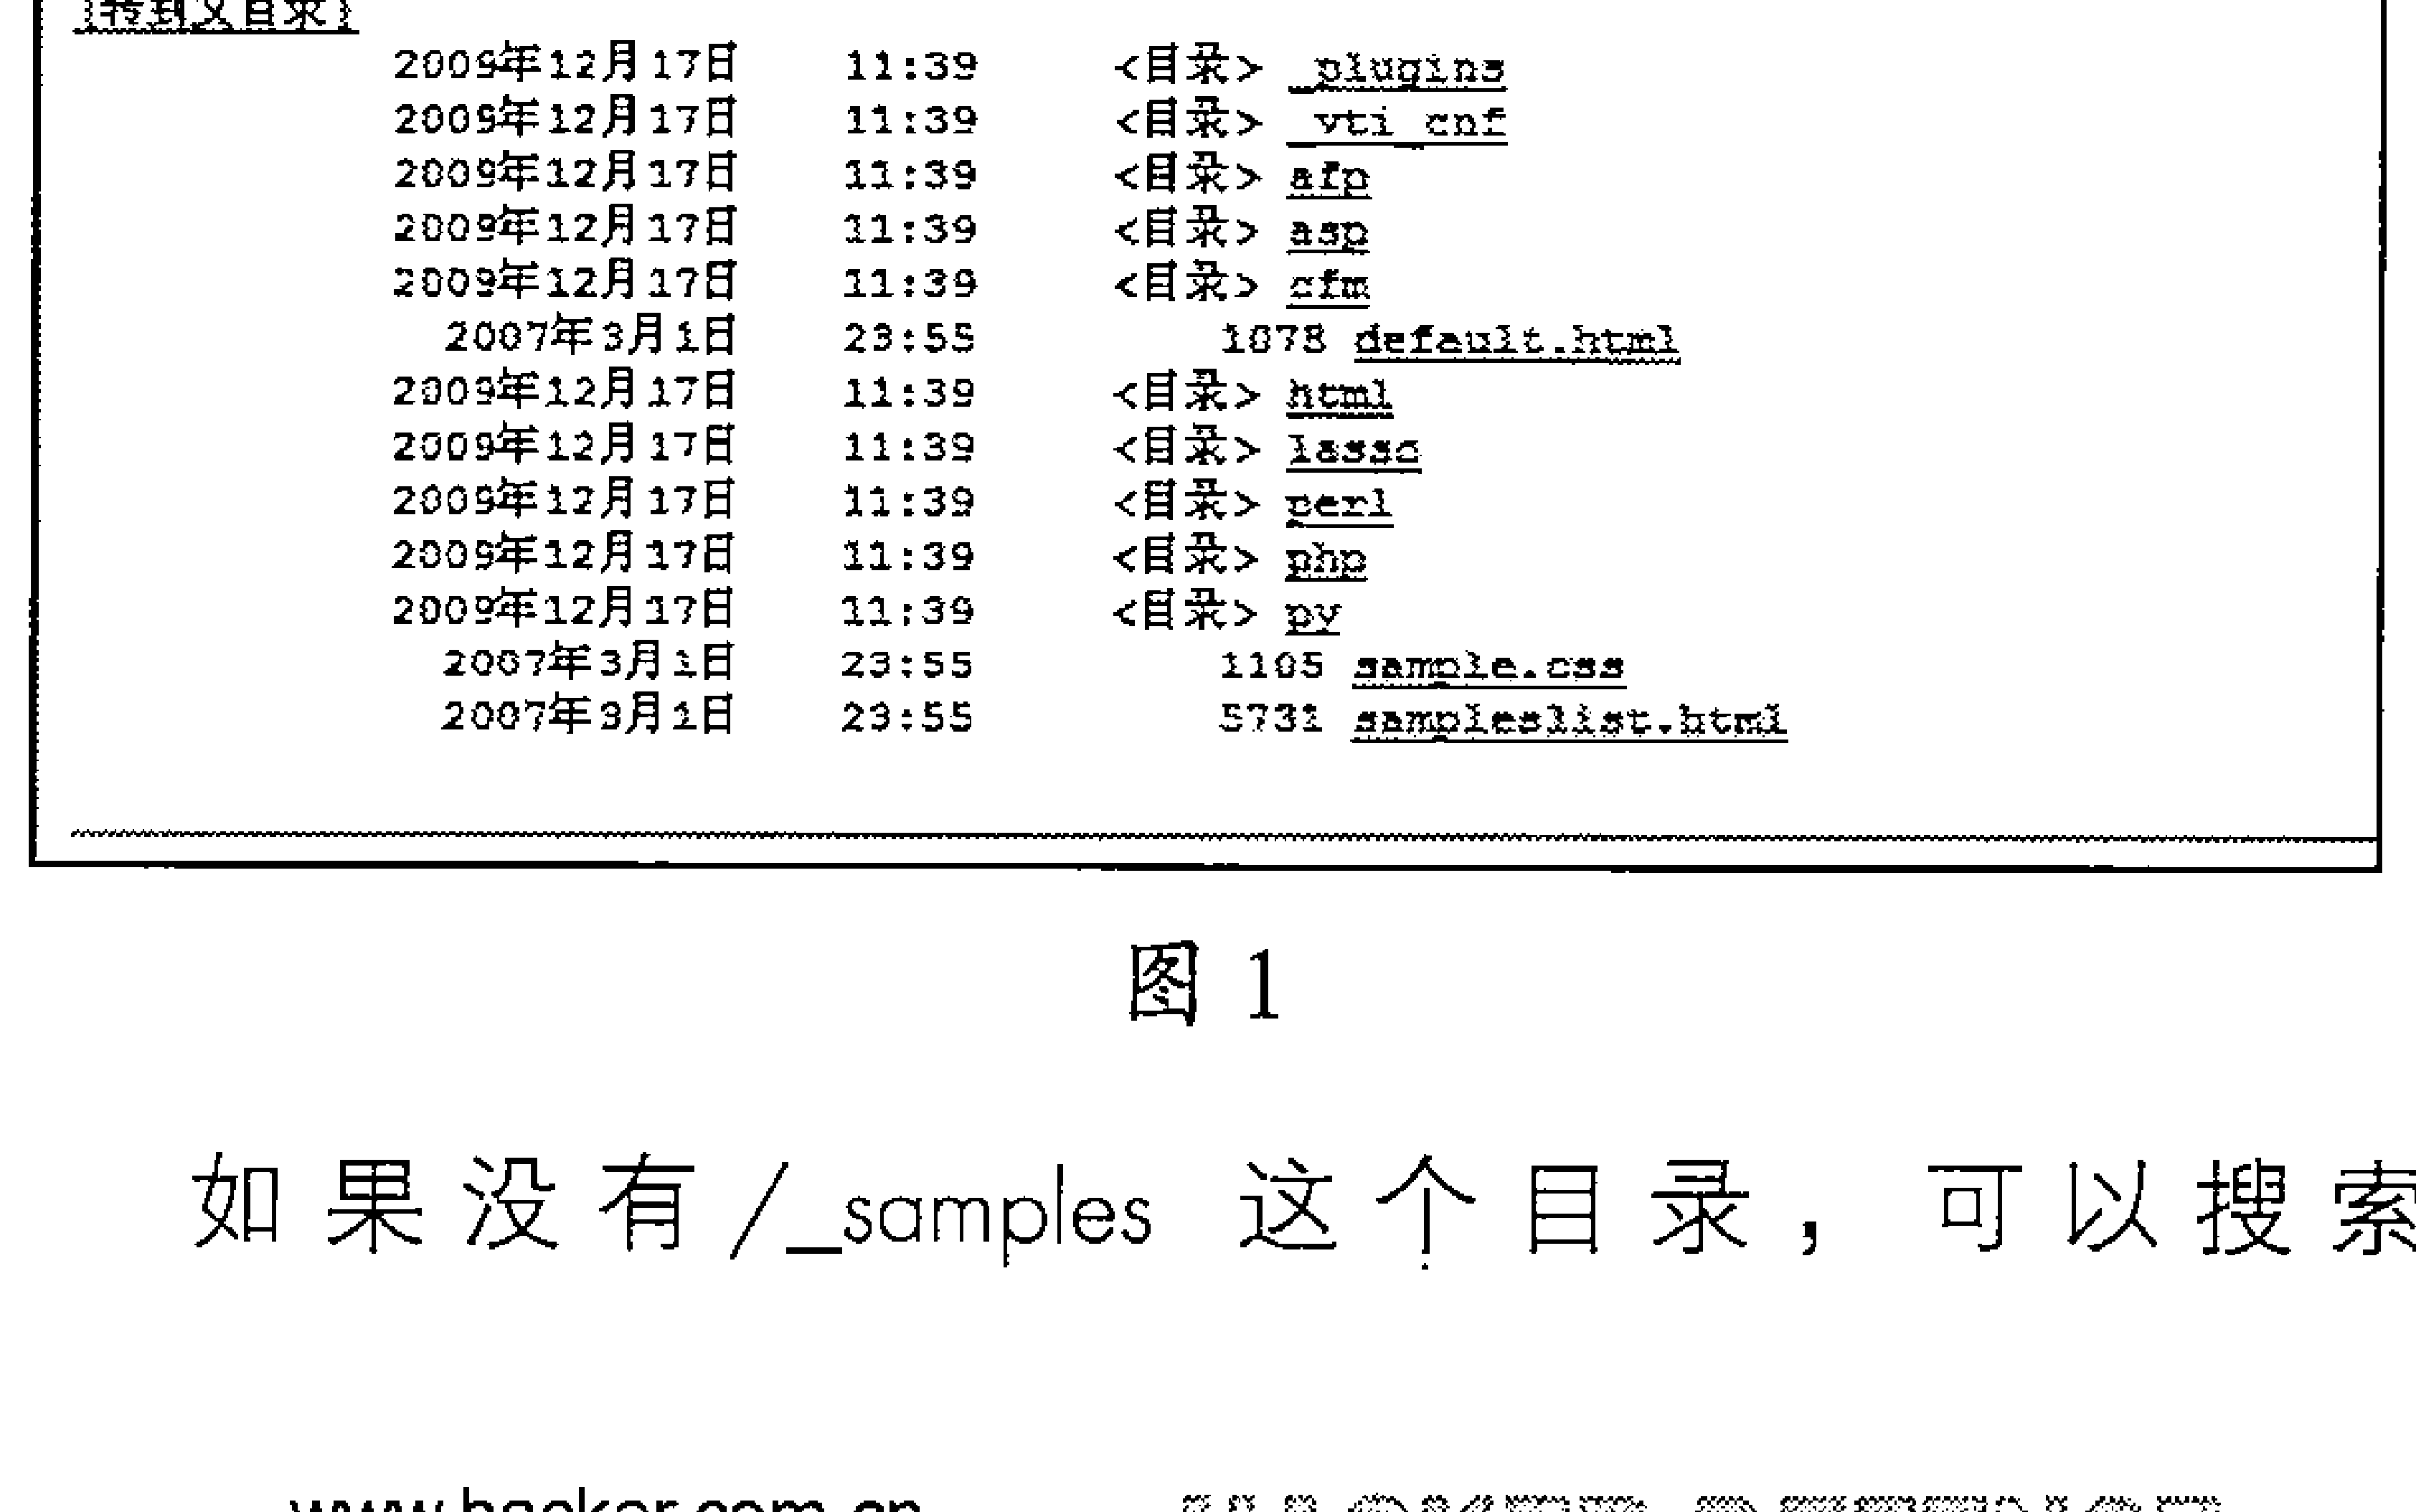 [转到父目录]
2009年12月17日 11:39 <目录> _plugins
2009年12月17日 11:39 <目录> _vti_cnf
2009年12月17日 11:39 <目录> afp
2009年12月17日 11:39 <目录> asp
2009年12月17日 11:39 <目录> cfm
2007年3月1日 23:55 1078 default.html
2009年12月17日 11:39 <目录> html
2009年12月17日 11:39 <目录> lasso
2009年12月17日 11:39 <目录> perl
2009年12月17日 11:39 <目录> php
2009年12月17日 11:39 <目录> py
2007年3月1日 23:55 1105 sample.css
2007年3月1日 23:55 5731 sampleslist.html
图 1
如果没有/_samples 这个目录，可以搜索
www.hacker.com.cn